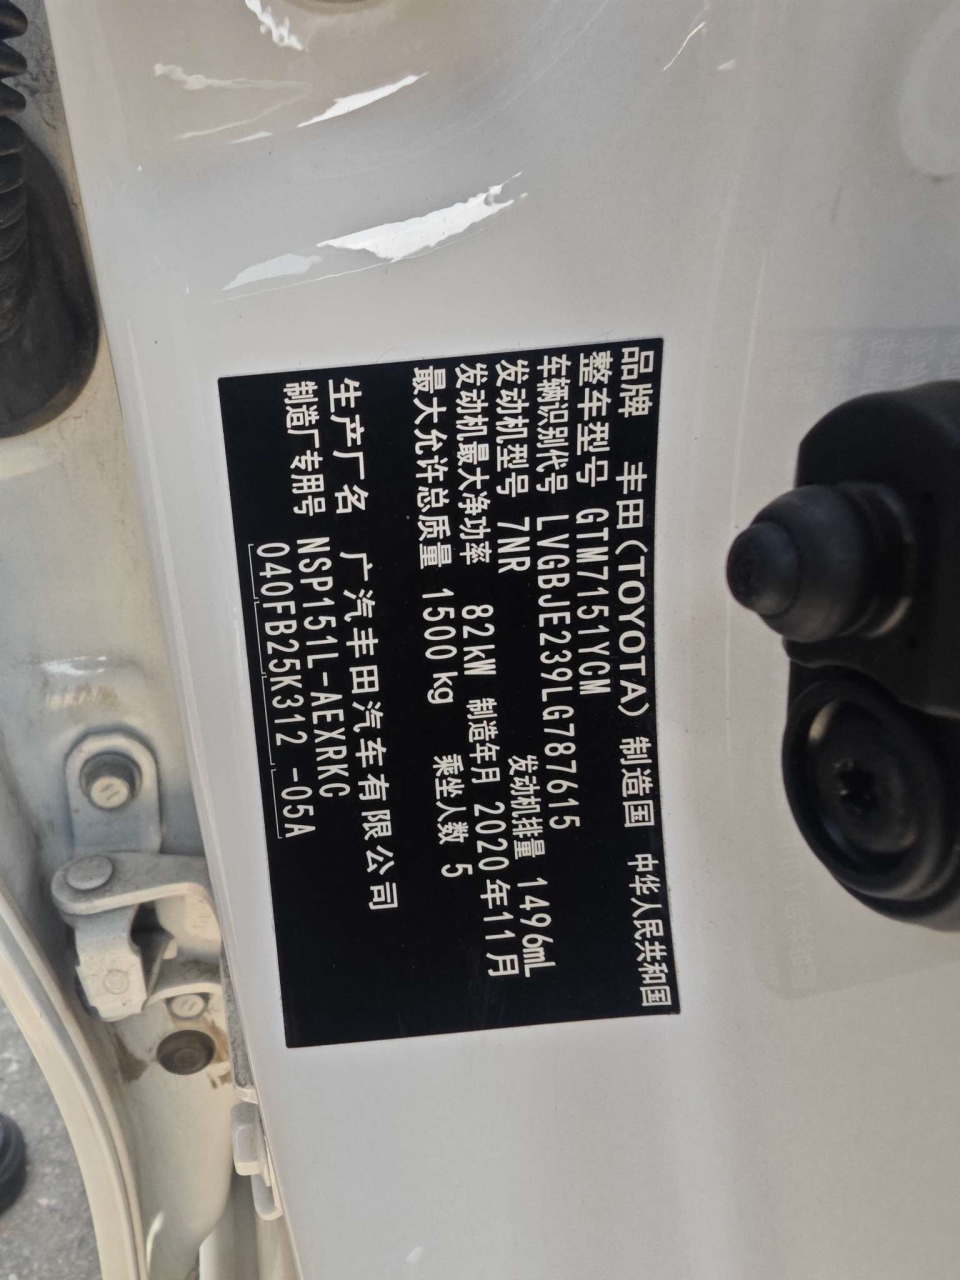 品牌 丰田(TOYOTA) 制造国 中华人民共和国
整车型号 GTM7151YCM
车辆识别代号 LVGBJE239LG787615
发动机型号 7NR 发动机排量 1496mL
发动机最大净功率 82kW 制造年月 2020年11月
最大允许总质量 1500kg 乘坐人数 5
生产厂名 广汽丰田汽车有限公司
制造厂专用号 NSP151L-AEXRKG
040FB25K312 -05A